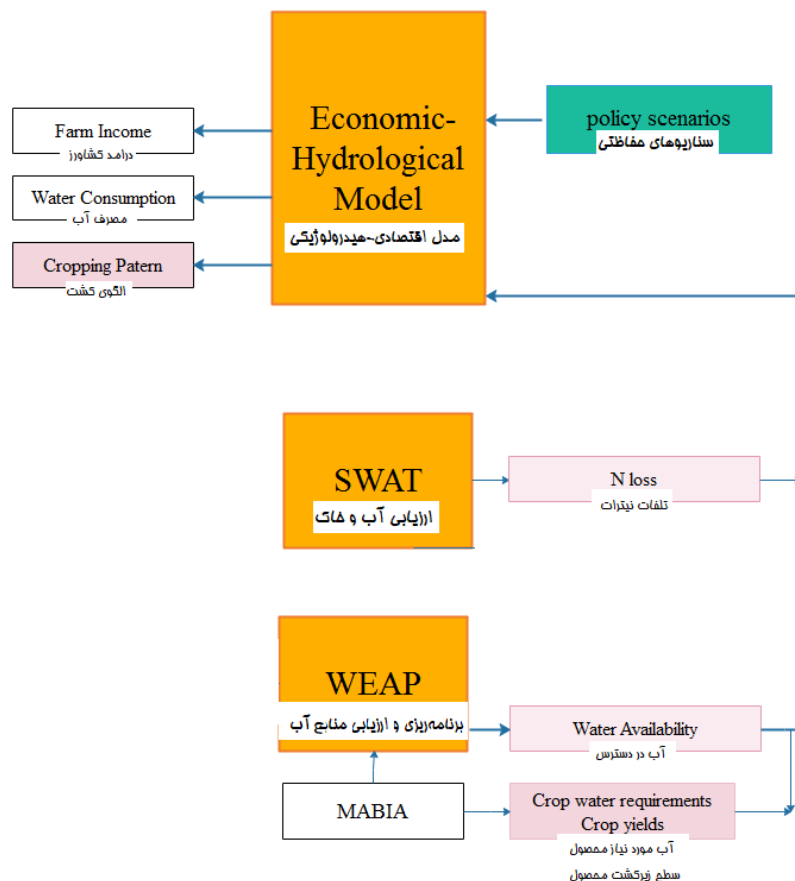 Economic-
Hydrological
Model
مدل اقتصادی-هیدرولوژیکی
policy scenarios
سناریوهای حفاظتی
Farm Income
درامد کشاورز
Water Consumption
مصرف آب
Cropping Patern
الگوی کشت
SWAT
ارزیابی آب و خاک
N loss
تلفات نیترات
WEAP
برنامه‌ریزی و ارزیابی منابع آب
Water Availability
آب در دسترس
MABIA
Crop water requirements
Crop yields
آب مورد نیاز محصول
سطح زیرکشت محصول